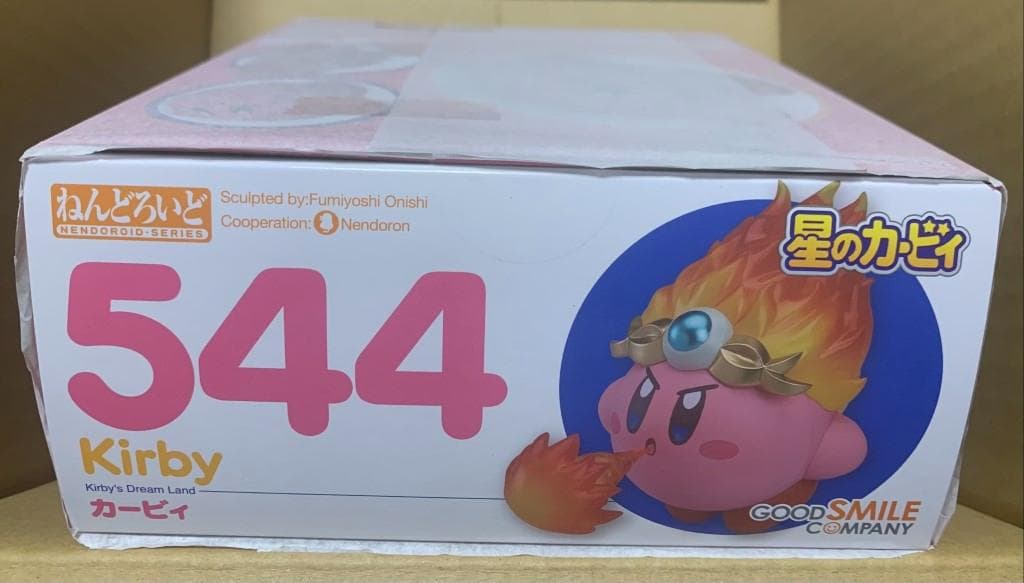 ねんどろいど
NENDOROID・SERIES
Sculpted by:Fumiyoshi Onishi
Cooperation: Nendoron
544
Kirby
Kirby's Dream Land
カービィ
星のカービィ
GOOD SMILE
COMPANY